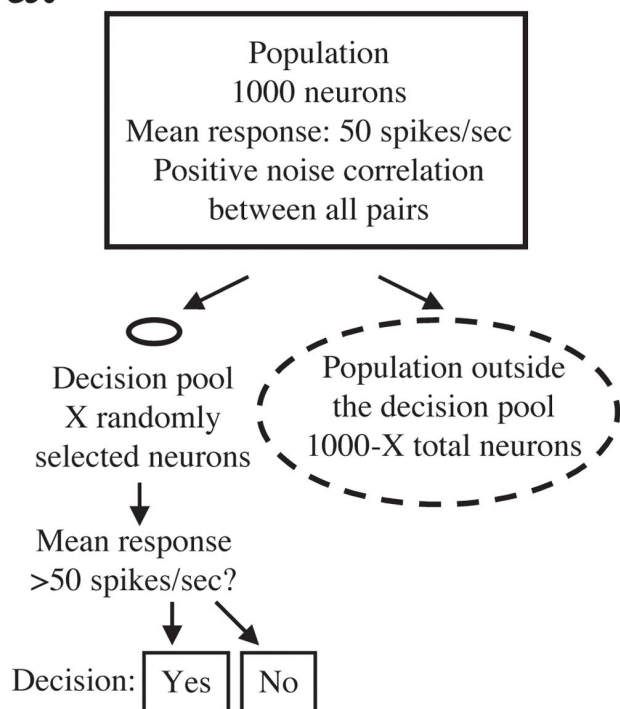 Population
1000 neurons
Mean response: 50 spikes/sec
Positive noise correlation
between all pairs
Decision pool
X randomly
selected neurons
Population outside
the decision pool
1000-X total neurons
Mean response
>50 spikes/sec?
Decision: Yes No